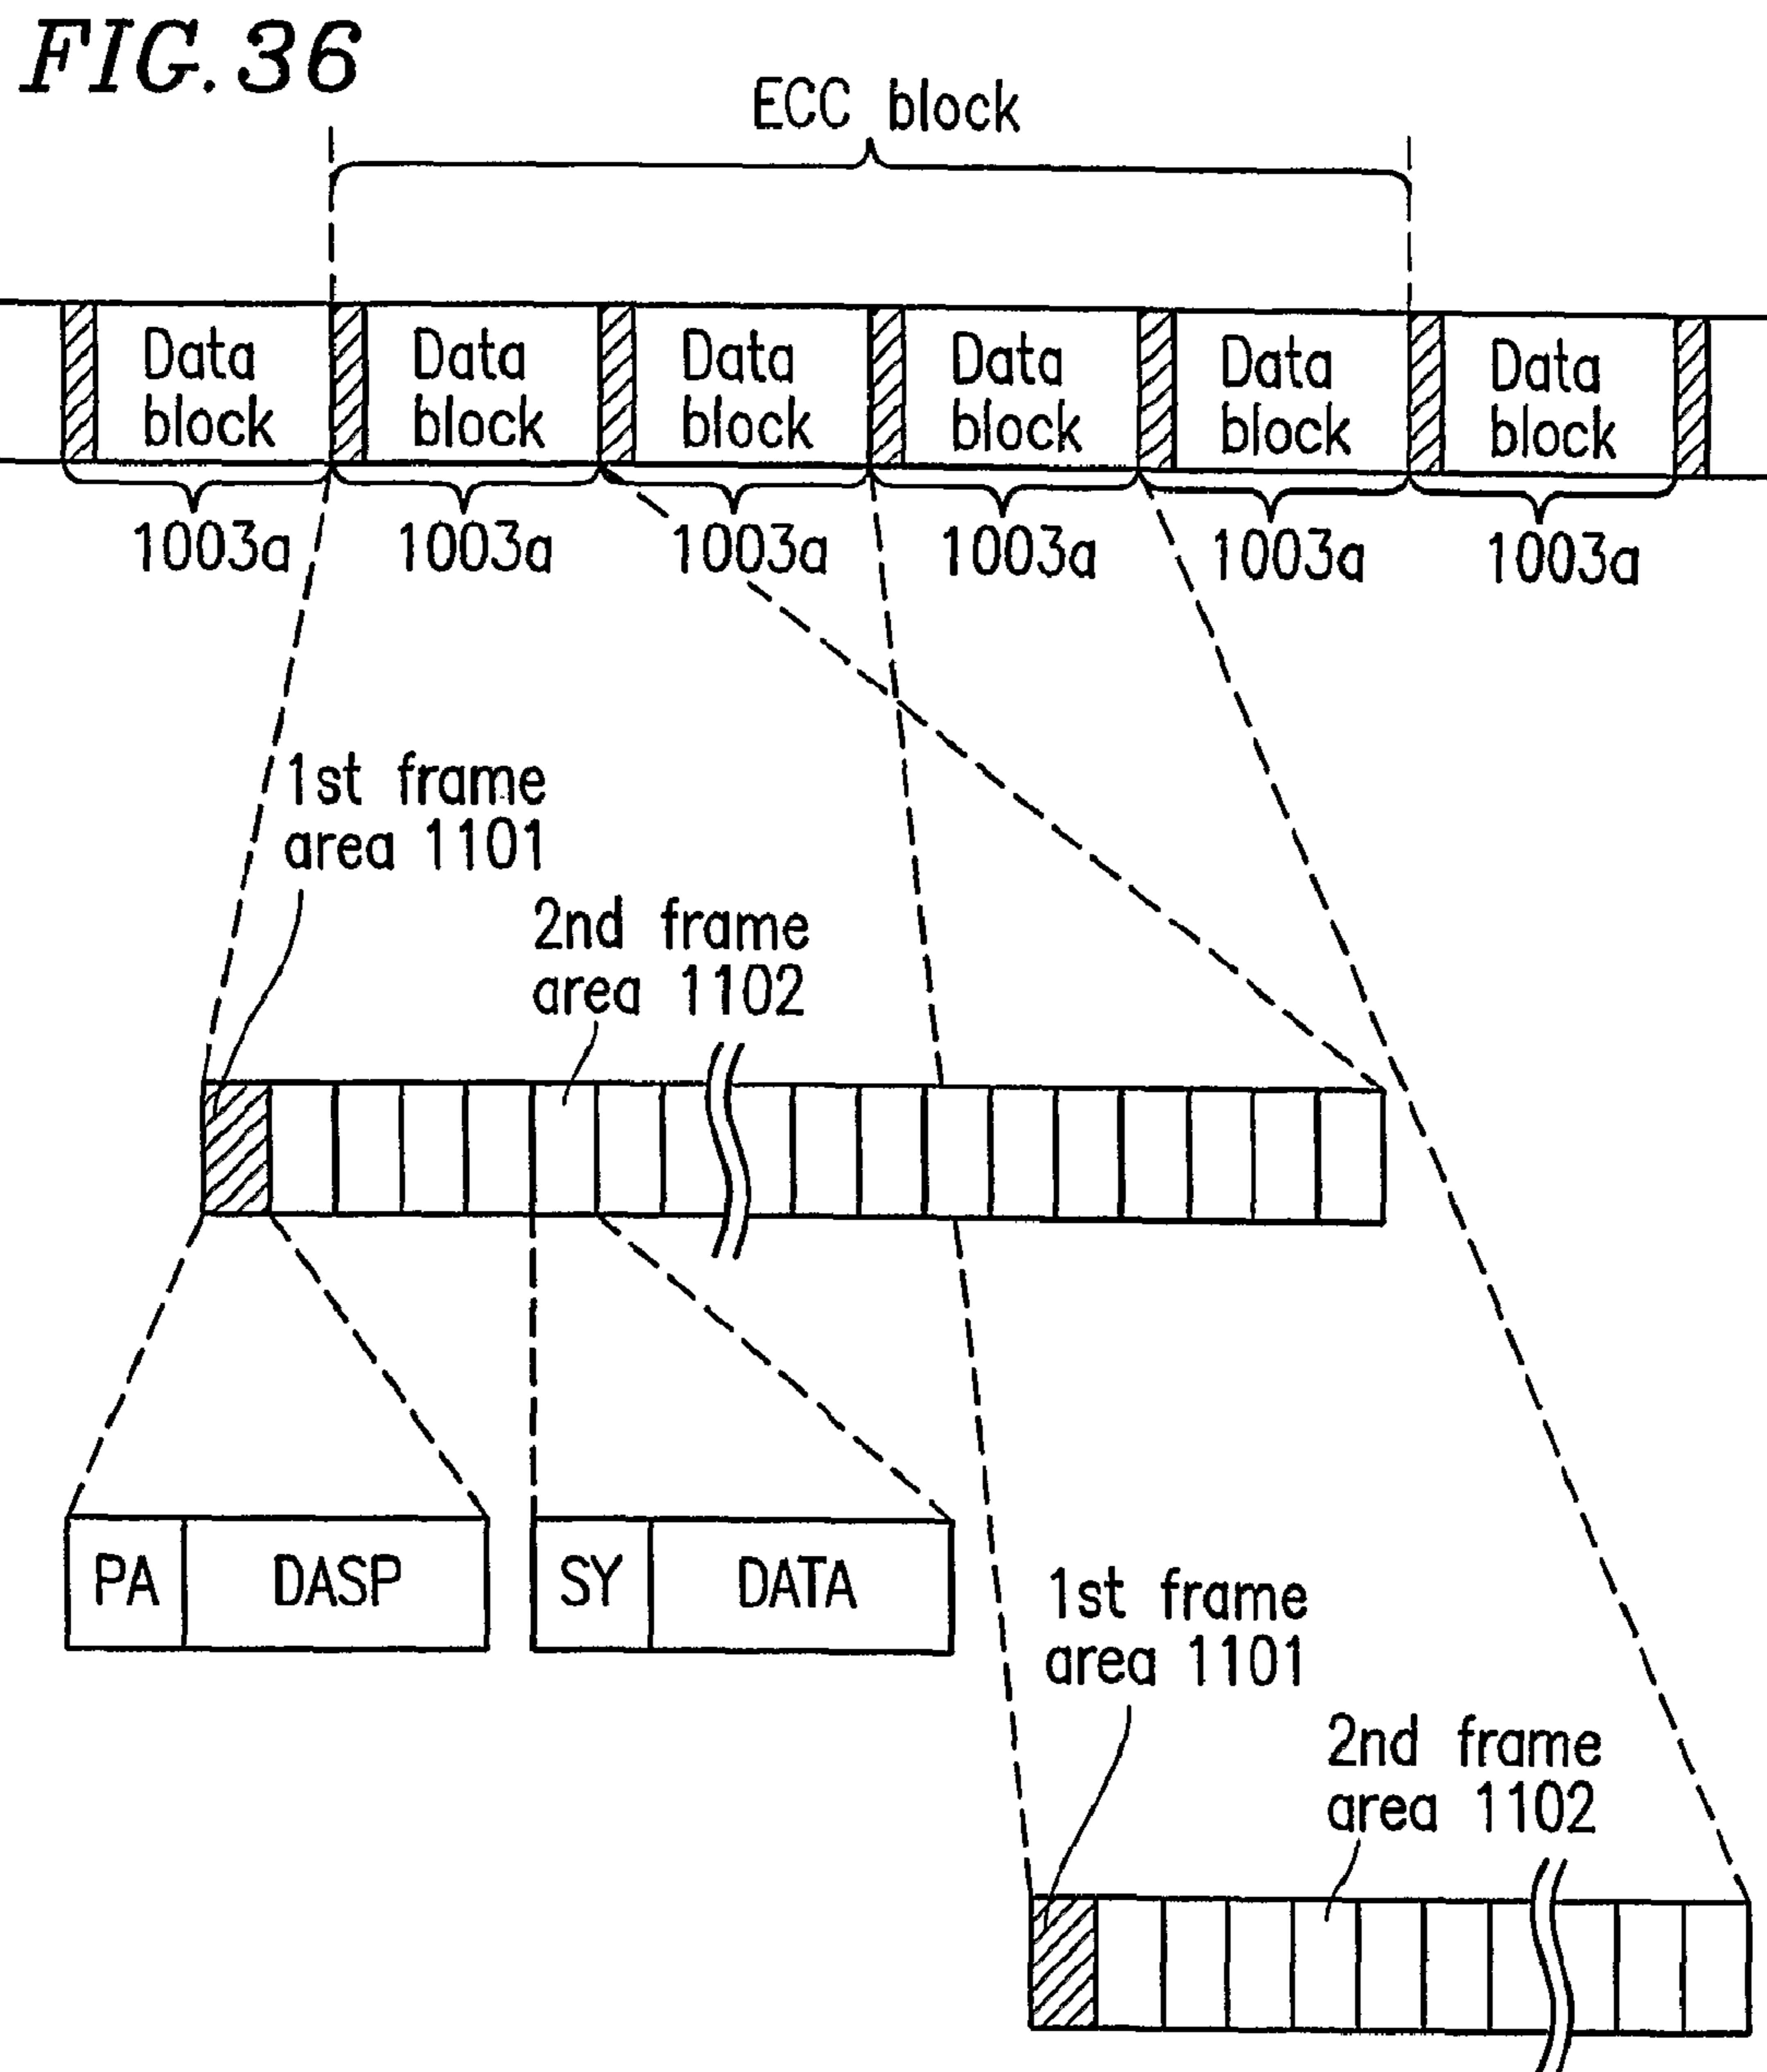 FIG. 36
ECC block
Data block
Data block
Data block
Data block
Data block
Data block
1003a
1003a
1003a
1003a
1003a
1003a
1st frame
area 1101
2nd frame
area 1102
PA
DASP
SY
DATA
1st frame
area 1101
2nd frame
area 1102